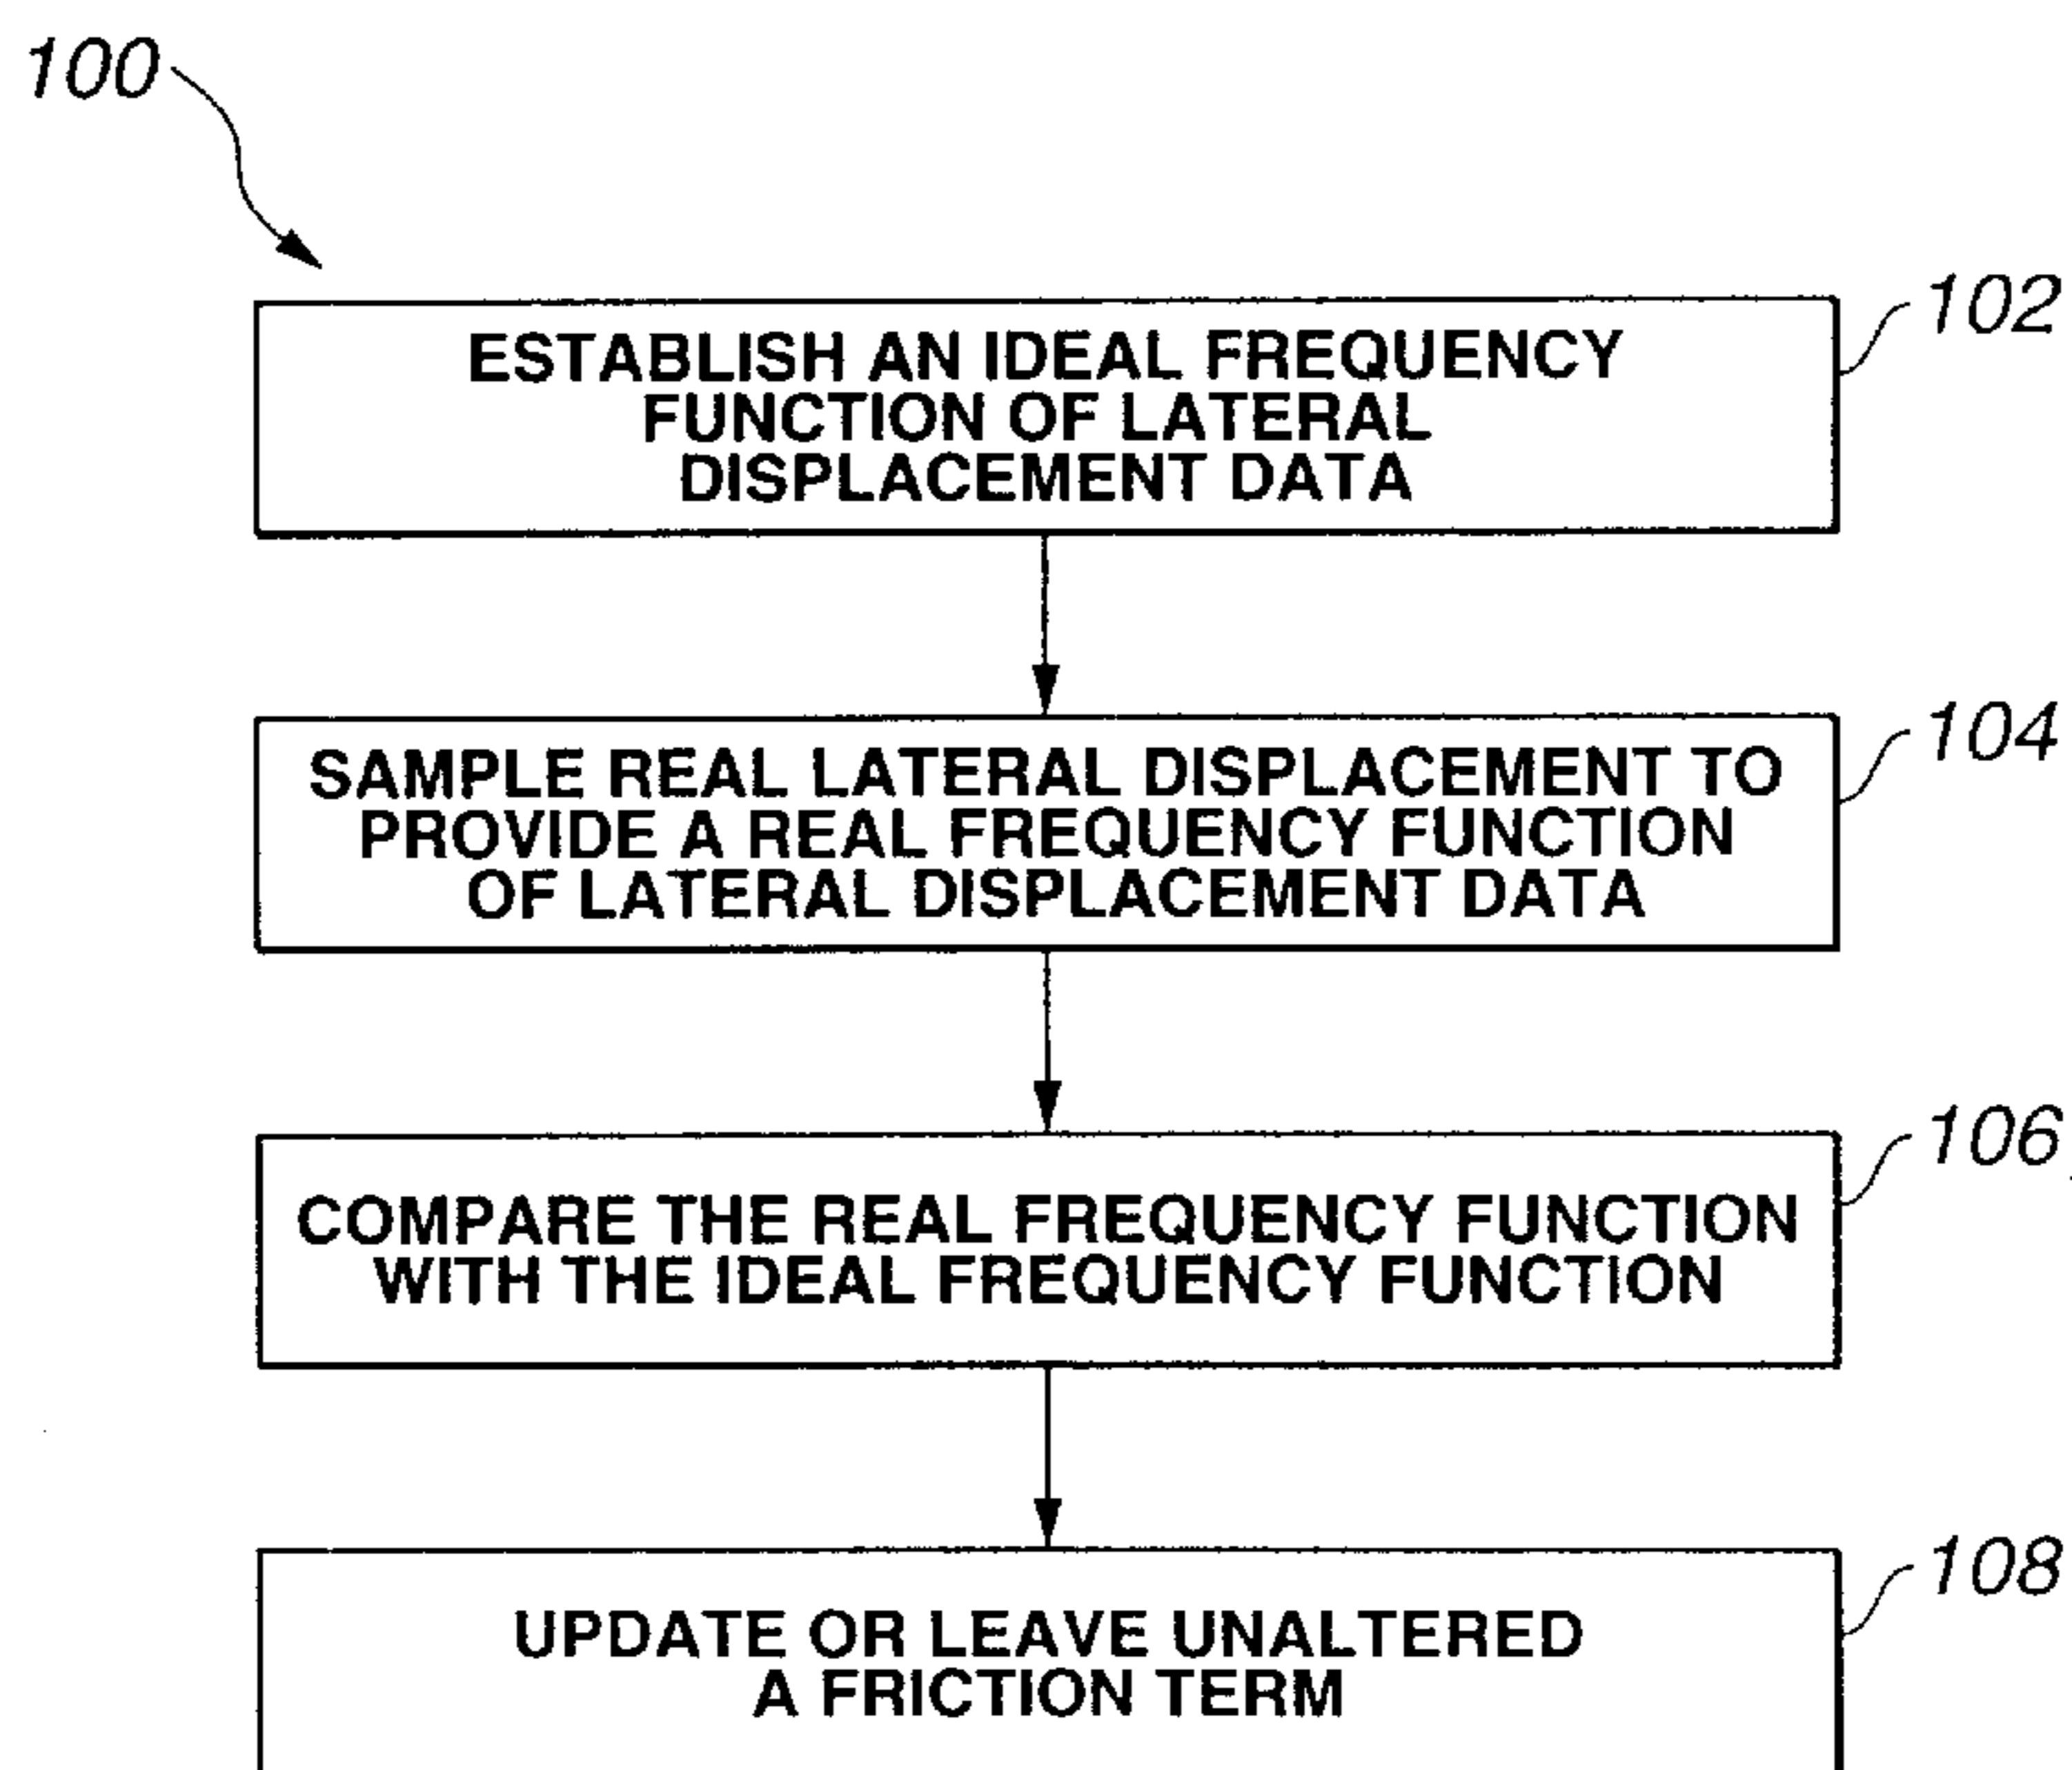 100
102
ESTABLISH AN IDEAL FREQUENCY
FUNCTION OF LATERAL
DISPLACEMENT DATA
104
SAMPLE REAL LATERAL DISPLACEMENT TO
PROVIDE A REAL FREQUENCY FUNCTION
OF LATERAL DISPLACEMENT DATA
106
COMPARE THE REAL FREQUENCY FUNCTION
WITH THE IDEAL FREQUENCY FUNCTION
108
UPDATE OR LEAVE UNALTERED
A FRICTION TERM